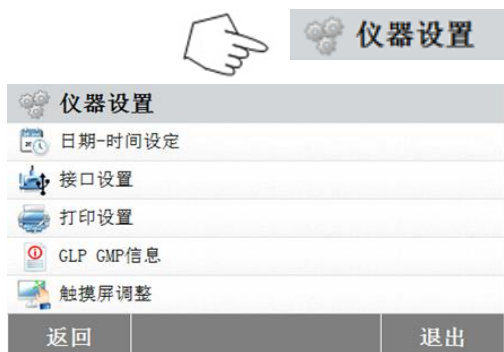 仪器设置
仪器设置
日期-时间设定
接口设置
打印设置
GLP GMP信息
触摸屏调整
返回 退出